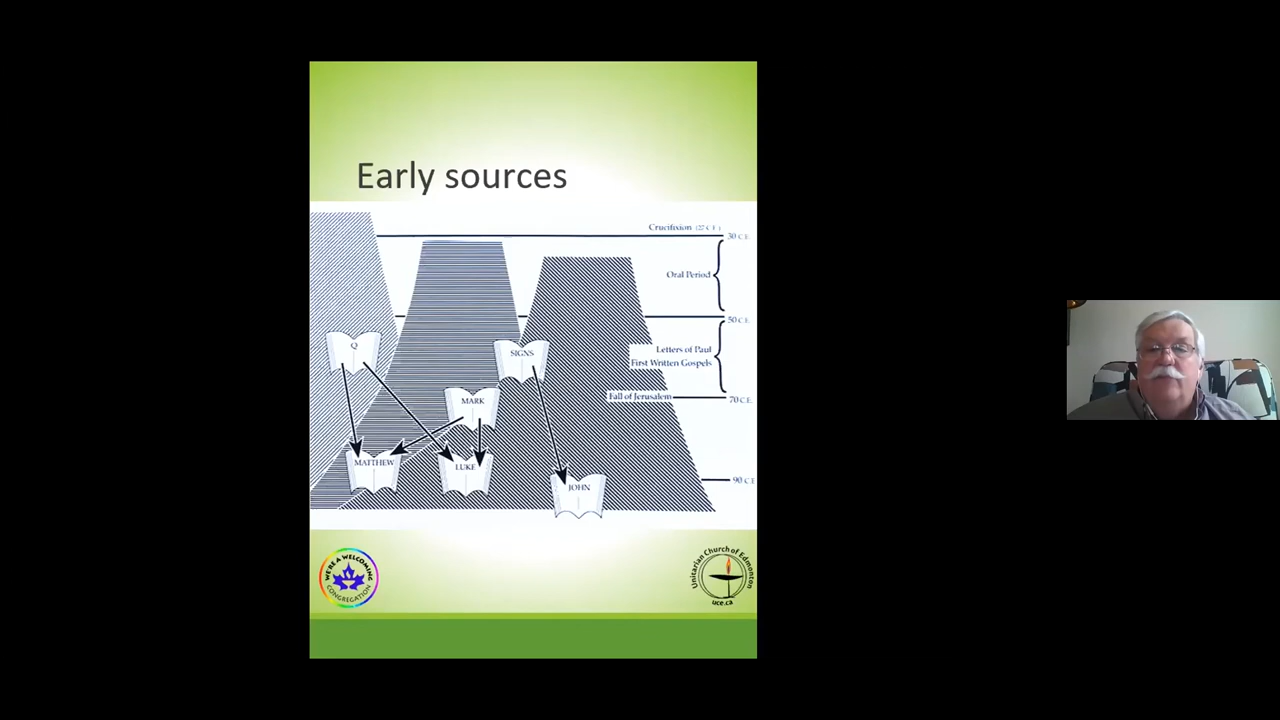 Early sources
Crucifixion (27 C.E.)
30 C.E.
Oral Period
50 C.E.
Q
SIGNS
Letters of Paul
First Written Gospels
MARK
Fall of Jerusalem
70 C.E.
MATTHEW
LUKE
90 C.E.
JOHN
WE'RE A WELCOMING
CONGREGATION
Unitarian Church of Edmonton
uce.ca